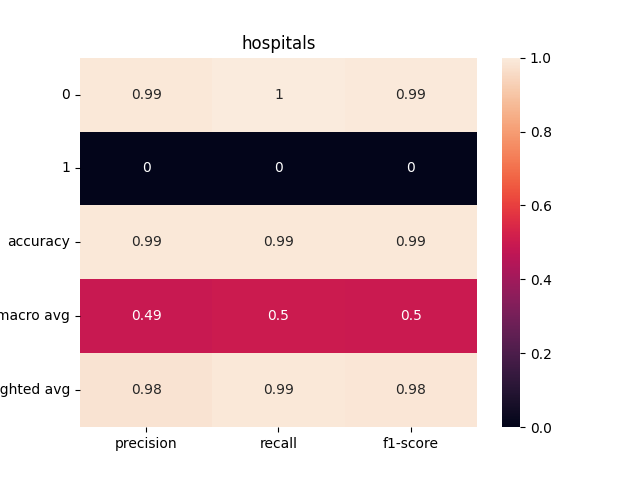 hospitals
0 0.99 1 0.99 1.0
0.8
1 0 0 0
0.6
accuracy 0.99 0.99 0.99
0.4
macro avg 0.49 0.5 0.5
0.2
ghted avg 0.98 0.99 0.98
0.0
precision recall f1-score